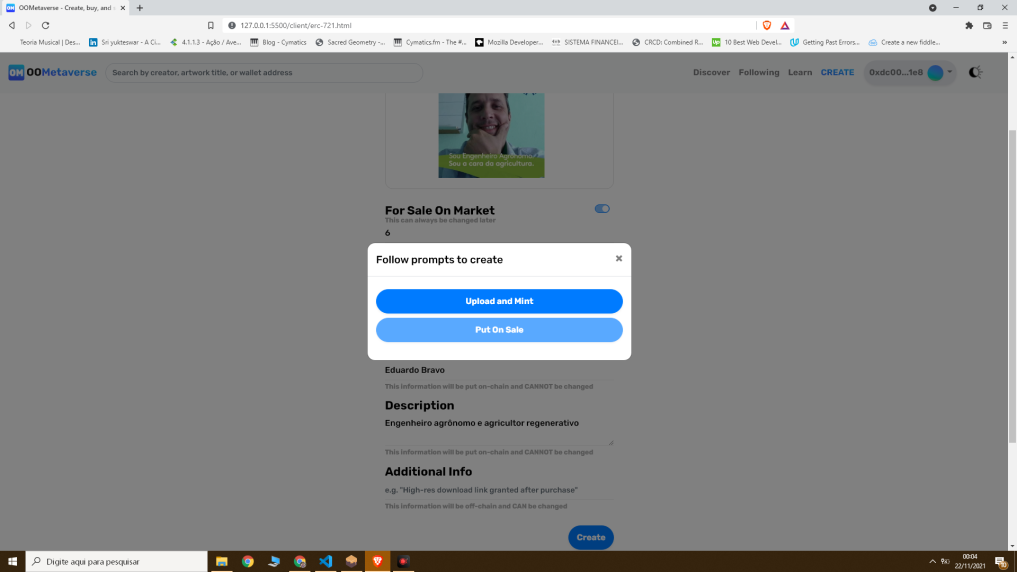 OOMetaverse - Create, buy, and
127.0.0.1:5500/client/erc-721.html
Teoria Musical | Des...
Sri yukteswar - A Ci...
4.1.1.3 - Ação / Ave...
Blog - Cymatics
Sacred Geometry -...
Cymatics.fm - The #...
Mozilla Developer...
SISTEMA FINANCEI...
CRCDi Combined R...
10 Best Web Devel...
Getting Past Errors...
Create a new fiddle...
»
OM OOMetaverse
Search by creator, artwork title, or wallet address
Discover Following Learn CREATE 0xdc00...1e8
Sou Engenheiro Agrônomo!
Sou o cara da agricultura.
For Sale On Market
This can always be changed later
6
Follow prompts to create
×
Upload and Mint
Put On Sale
Eduardo Bravo
This information will be put on-chain and CANNOT be changed
Description
Engenheiro agrônomo e agricultor regenerativo
This information will be put on-chain and CANNOT be changed
Additional Info
e.g. "High-res download link granted after purchase"
This information will be off-chain and CAN be changed
Create
Digite aqui para pesquisar
00:04
22/11/2021